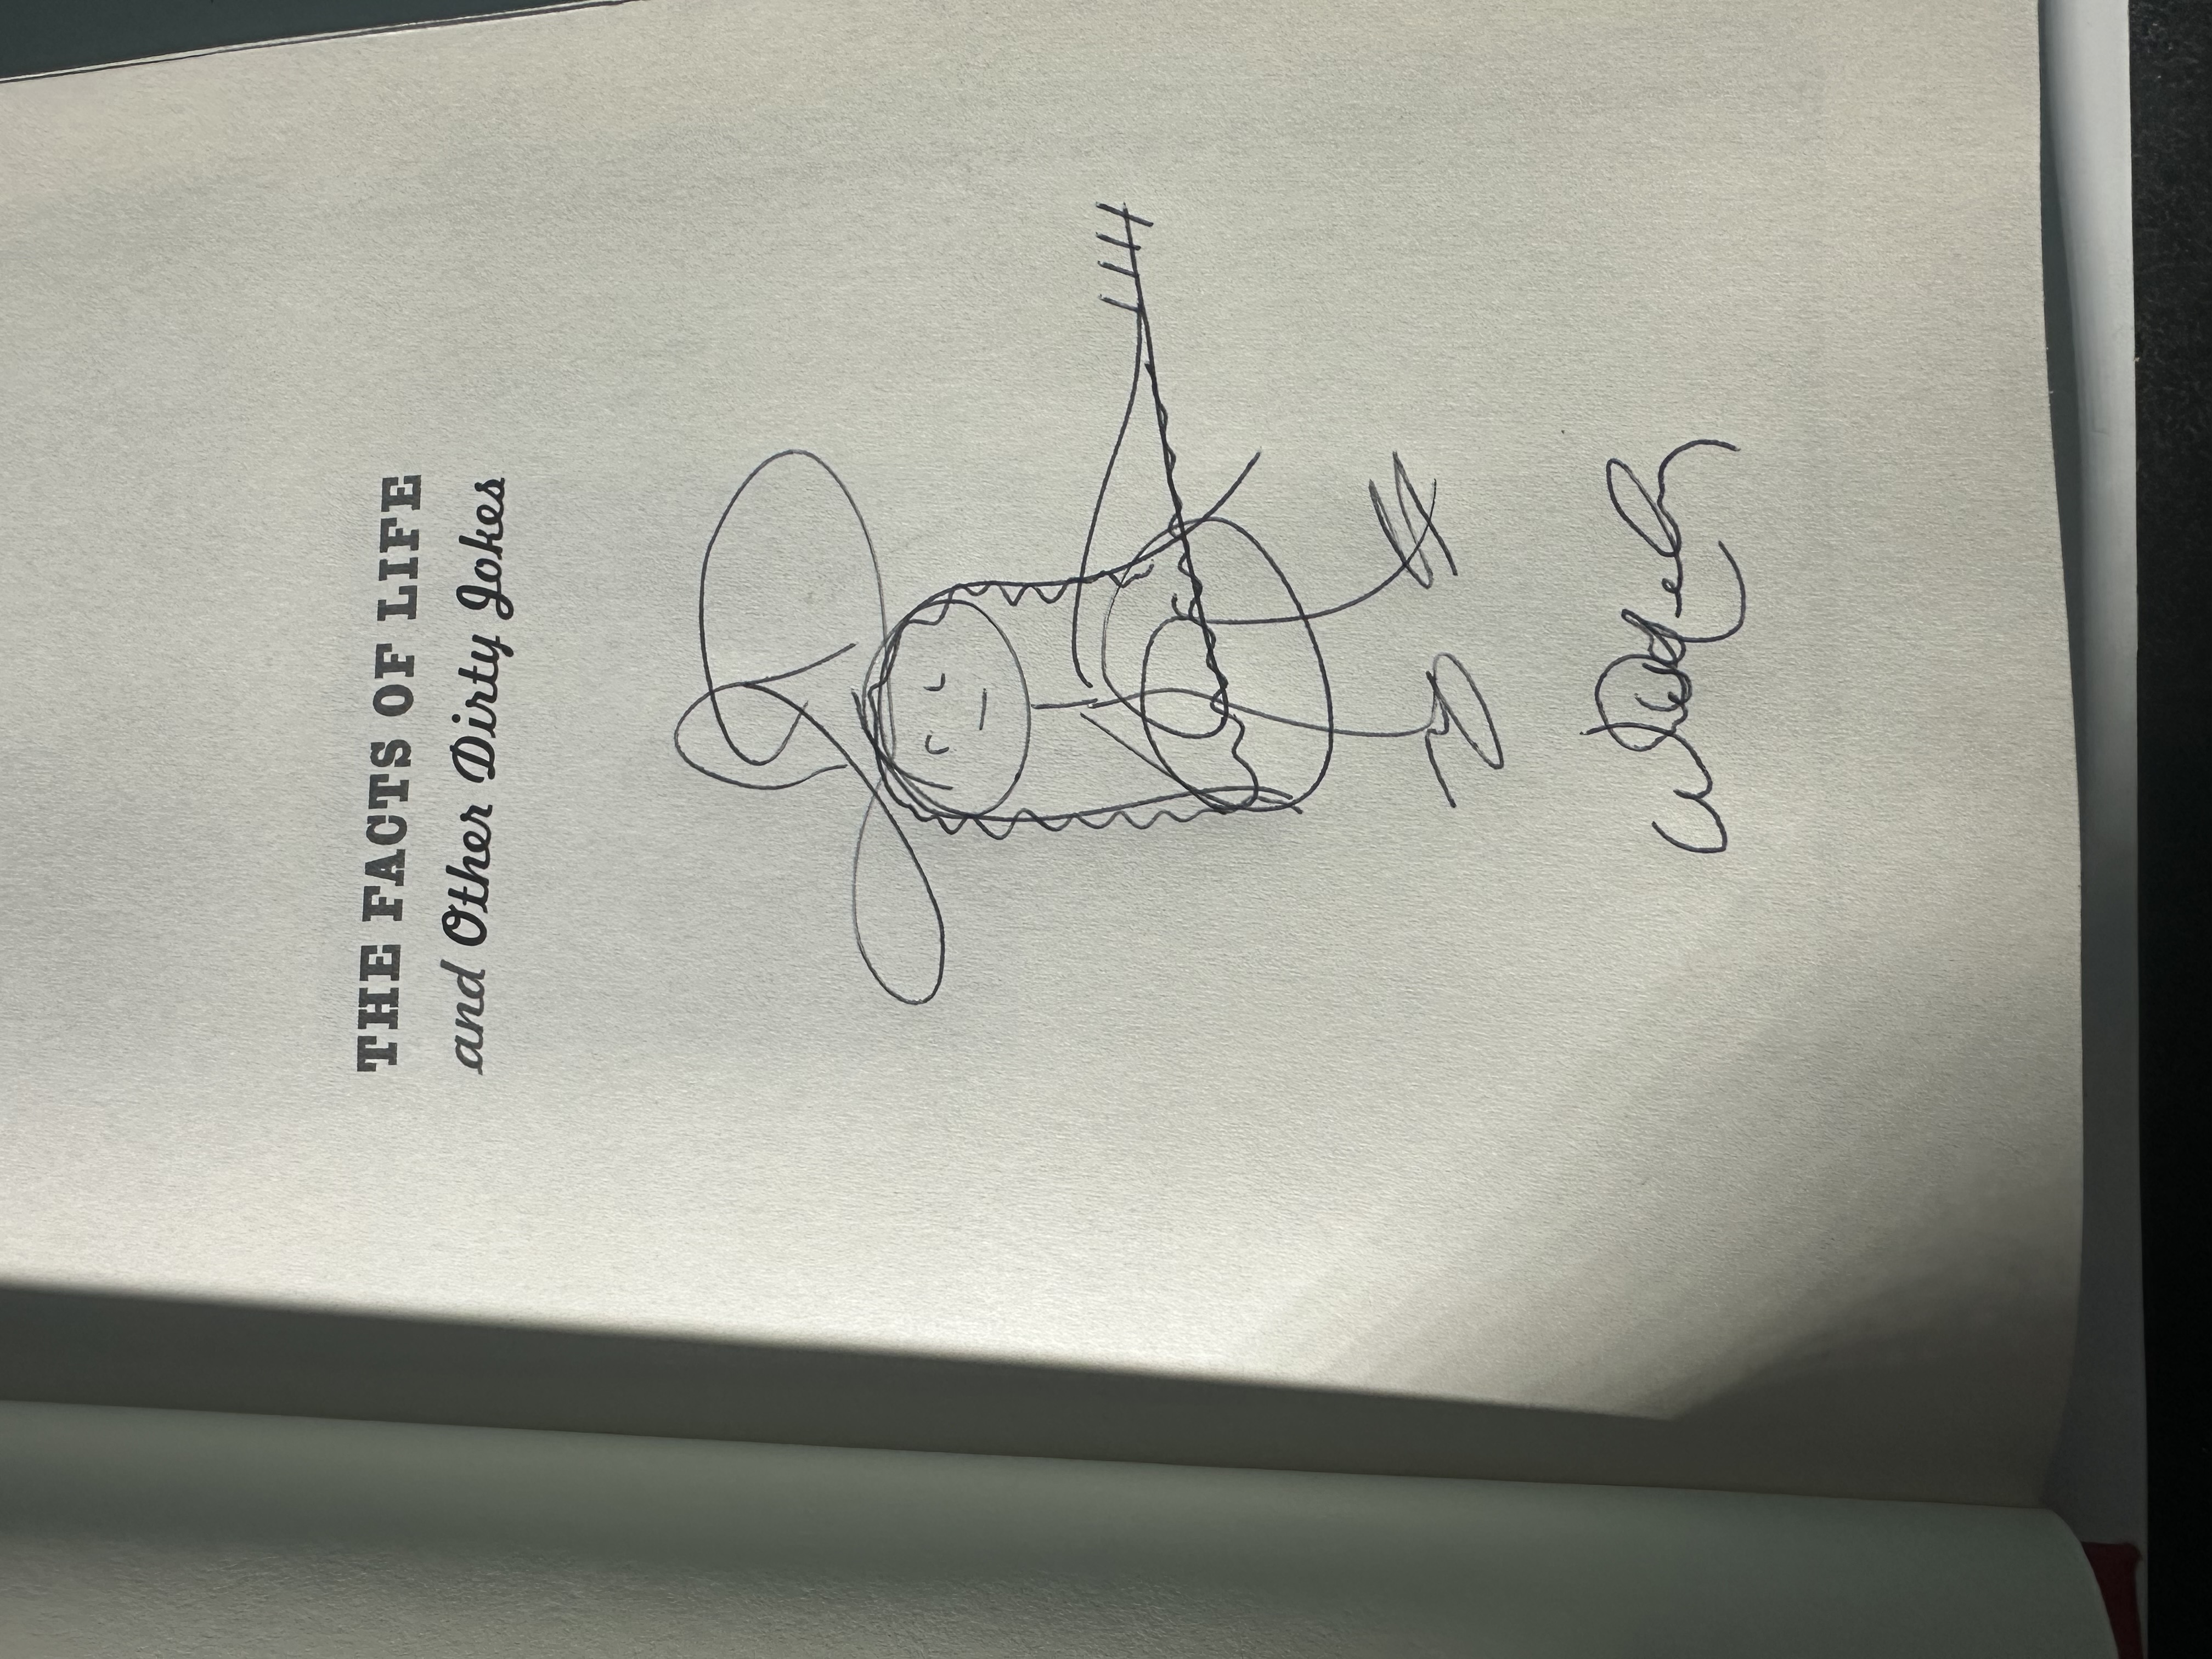 THE FACTS OF LIFE
and Other Dirty Jokes